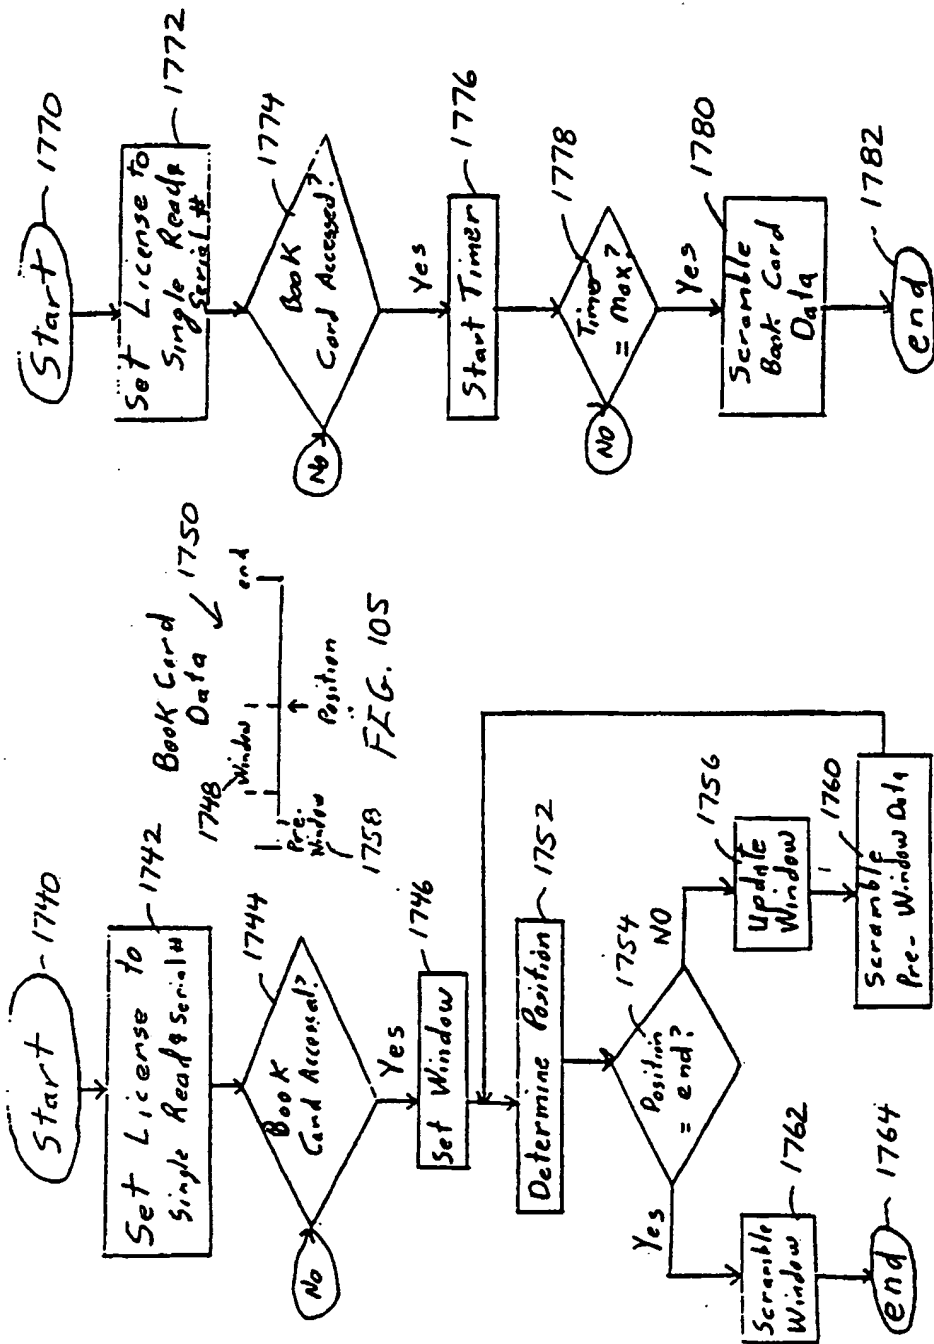 Start
1740
Set License to
Single Read & Serial #
1742
Book
Card Accessed?
1744
No
Yes
Set Window
1746
Determine Position
1752
Position
= end?
1754
NO
Update
Window
1756
Scramble
Pre-Window Data
1760
Yes
Scramble
Window
1762
end
1764
Book Card
Data
1750
1748
Window
end
Pre-
Window
1758
Position
FIG. 105
Start
1770
Set License to
Single Read &
Serial #
1772
Book
Card Accessed?
1774
No
Yes
Start Timer
1776
Timer
= Max?
1778
NO
Yes
Scramble
Book Card
Data
1780
end
1782